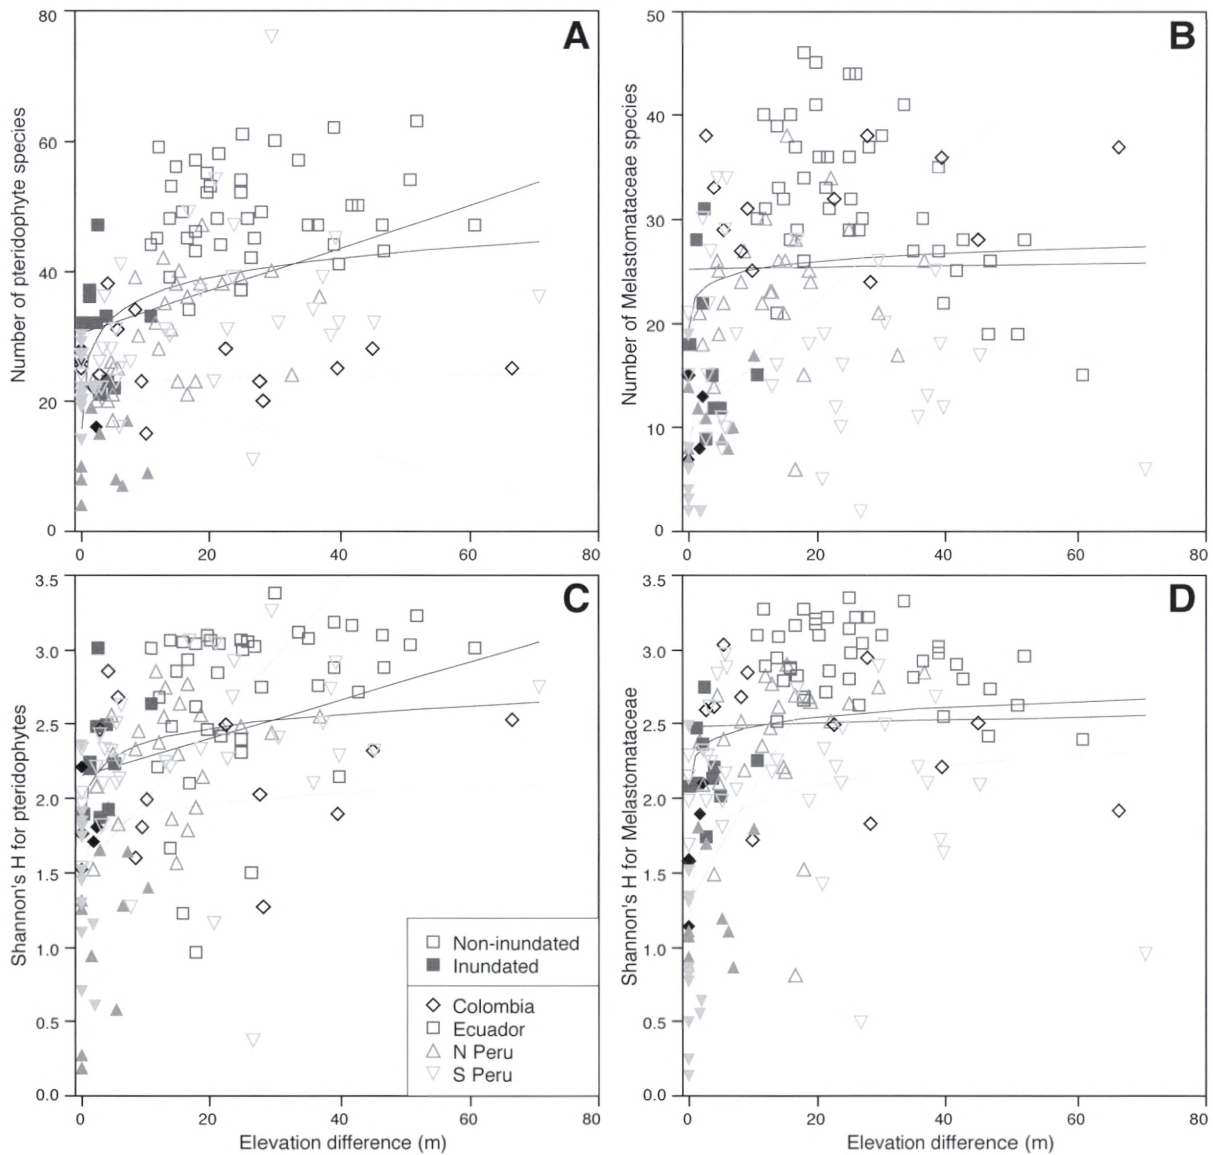 A
Number of pteridophyte species
80
60
40
20
0
0 20 40 60 80
B
Number of Melastomataceae species
50
40
30
20
10
0
0 20 40 60 80
C
Shannon's H for pteridophytes
3.5
3.0
2.5
2.0
1.5
1.0
0.5
0.0
0 20 40 60 80
Elevation difference (m)
Non-inundated
Inundated
Colombia
Ecuador
N Peru
S Peru
D
Shannon's H for Melastomataceae
3.5
3.0
2.5
2.0
1.5
1.0
0.5
0.0
0 20 40 60 80
Elevation difference (m)